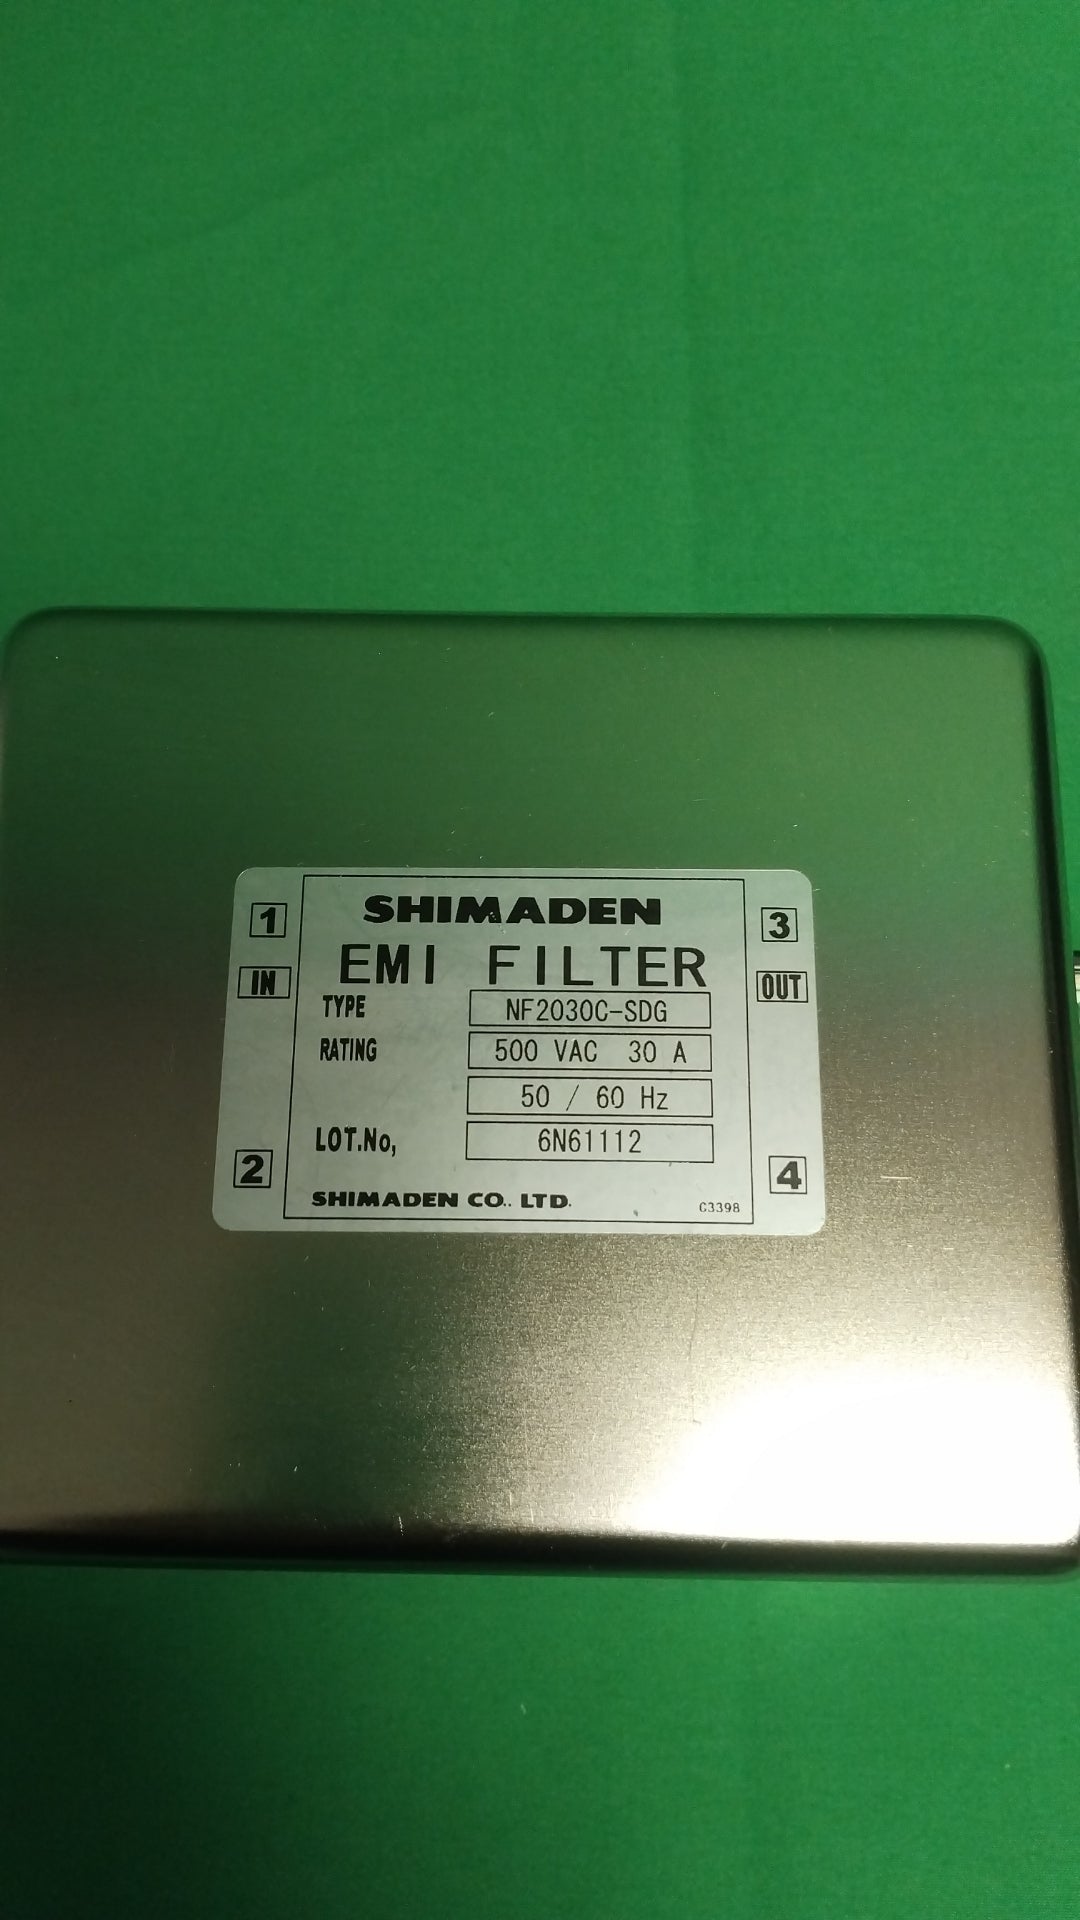 SHIMADEN
EMI FILTER
1
IN
2
TYPE NF2030C-SDG
RATING 500 VAC 30 A
50 / 60 Hz
LOT.No, 6N61112
SHIMADEN CO., LTD.
C3398
3
OUT
4